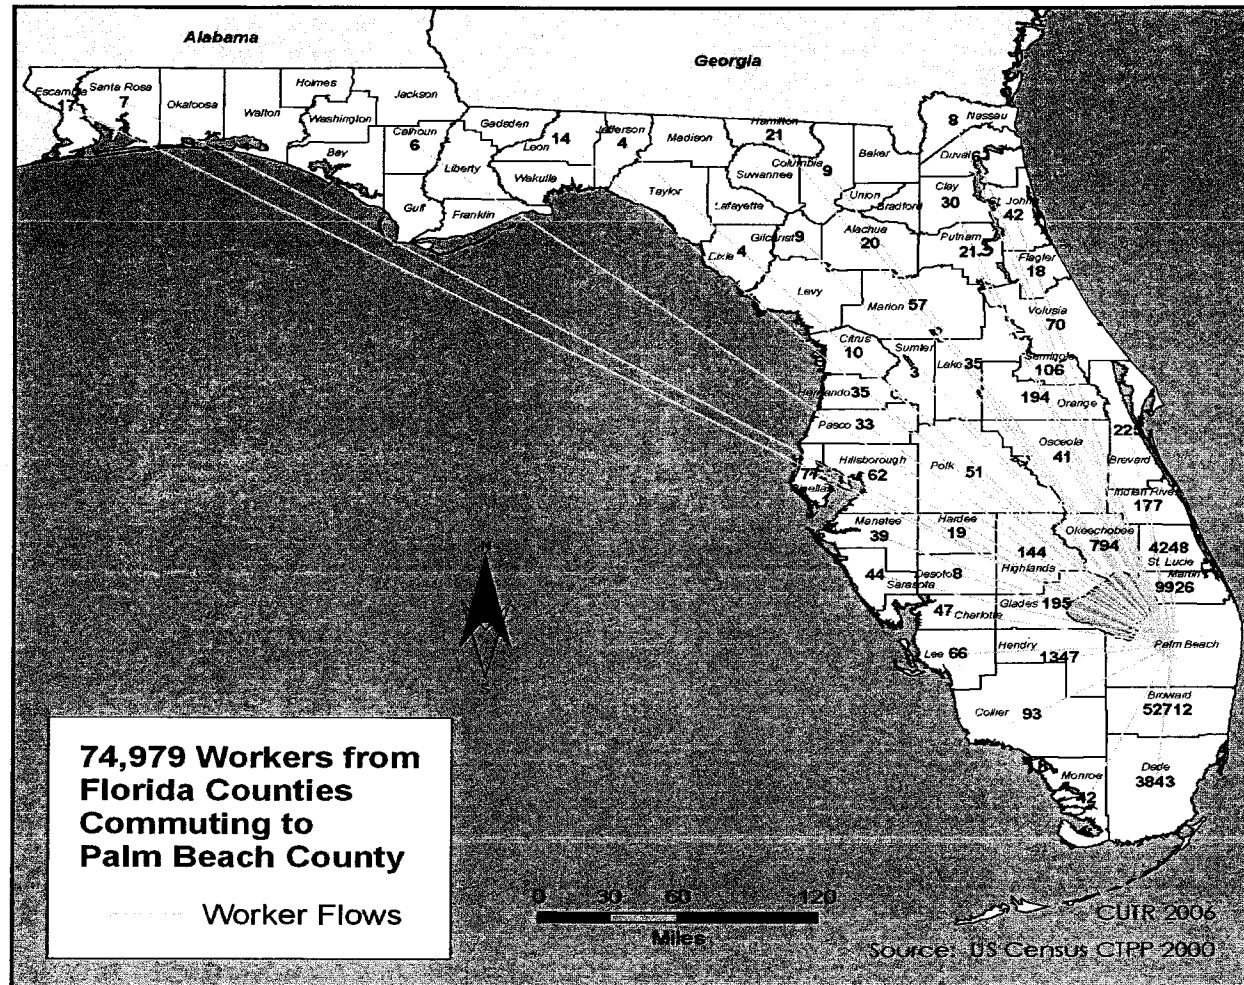 Alabama
Georgia
Escambia
17
Santa Rosa
7
Okaloosa
Walton
Holmes
Washington
Jackson
Bay
Calhoun
6
Gulf
Liberty
Gadsden
Franklin
14
Leon
Wakulla
Jefferson
4
Madison
Taylor
Hamilton
21
Suwannee
Lafayette
Columbia
9
Baker
Union
Bradford
8
Nassau
Duval
Clay
30
St. John
42
Putnam
21
Flagler
18
Alachua
20
Gilchrist
9
Dixie
4
Levy
Marion
57
Volusia
70
Citrus
10
Sumter
3
Lake 35
Seminole
106
194
Orange
Hernando 35
Pasco 33
Hillsborough
62
Pinellas
Polk
51
Osceola
41
Brevard
Indian River
177
Manatee
39
Hardee
19
Okeechobee
794
4248
St. Lucie
144
Highlands
Martin
9926
44
Sarasota
Desoto 8
Glades 195
47
Charlotte
Palm Beach
Lee 66
Hendry
1347
Broward
52712
Collier 93
Dade
3843
Monroe
74,979 Workers from
Florida Counties
Commuting to
Palm Beach County
Worker Flows
0 30 60 120
Miles
CUTR 2006
Source: US Census CTPP 2000